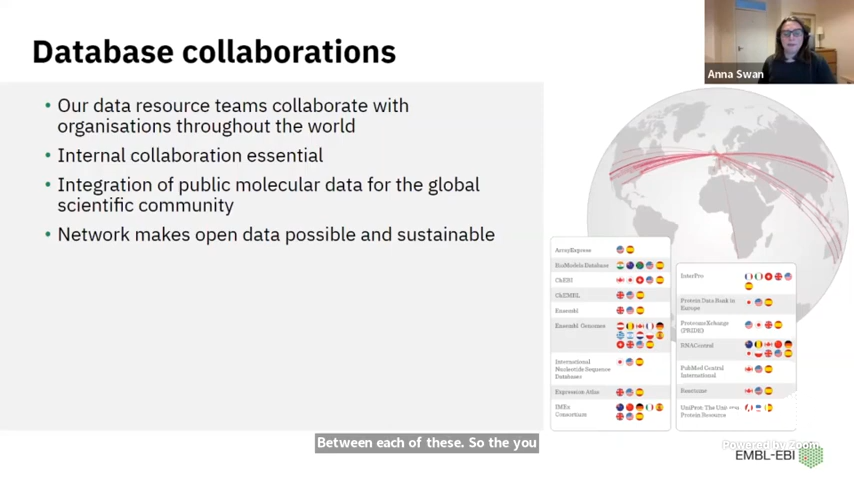 Database collaborations
Anna Swan
• Our data resource teams collaborate with
organisations throughout the world
• Internal collaboration essential
• Integration of public molecular data for the global
scientific community
• Network makes open data possible and sustainable
ArrayExpress
BioModels Database
ChEBI
ChEMBL
Ensembl
Ensembl Genomes
International
Nucleotide Sequence
Databases
Expression Atlas
IMEx
Consortium
InterPro
Protein Data Bank in
Europe
ProteomeXchange
(PRIDE)
RNACentral
PubMed Central
International
Reactome
UniProt: The
Protein Resource
Between each of these. So the you
Powered by Zoom
EMBL-EBI